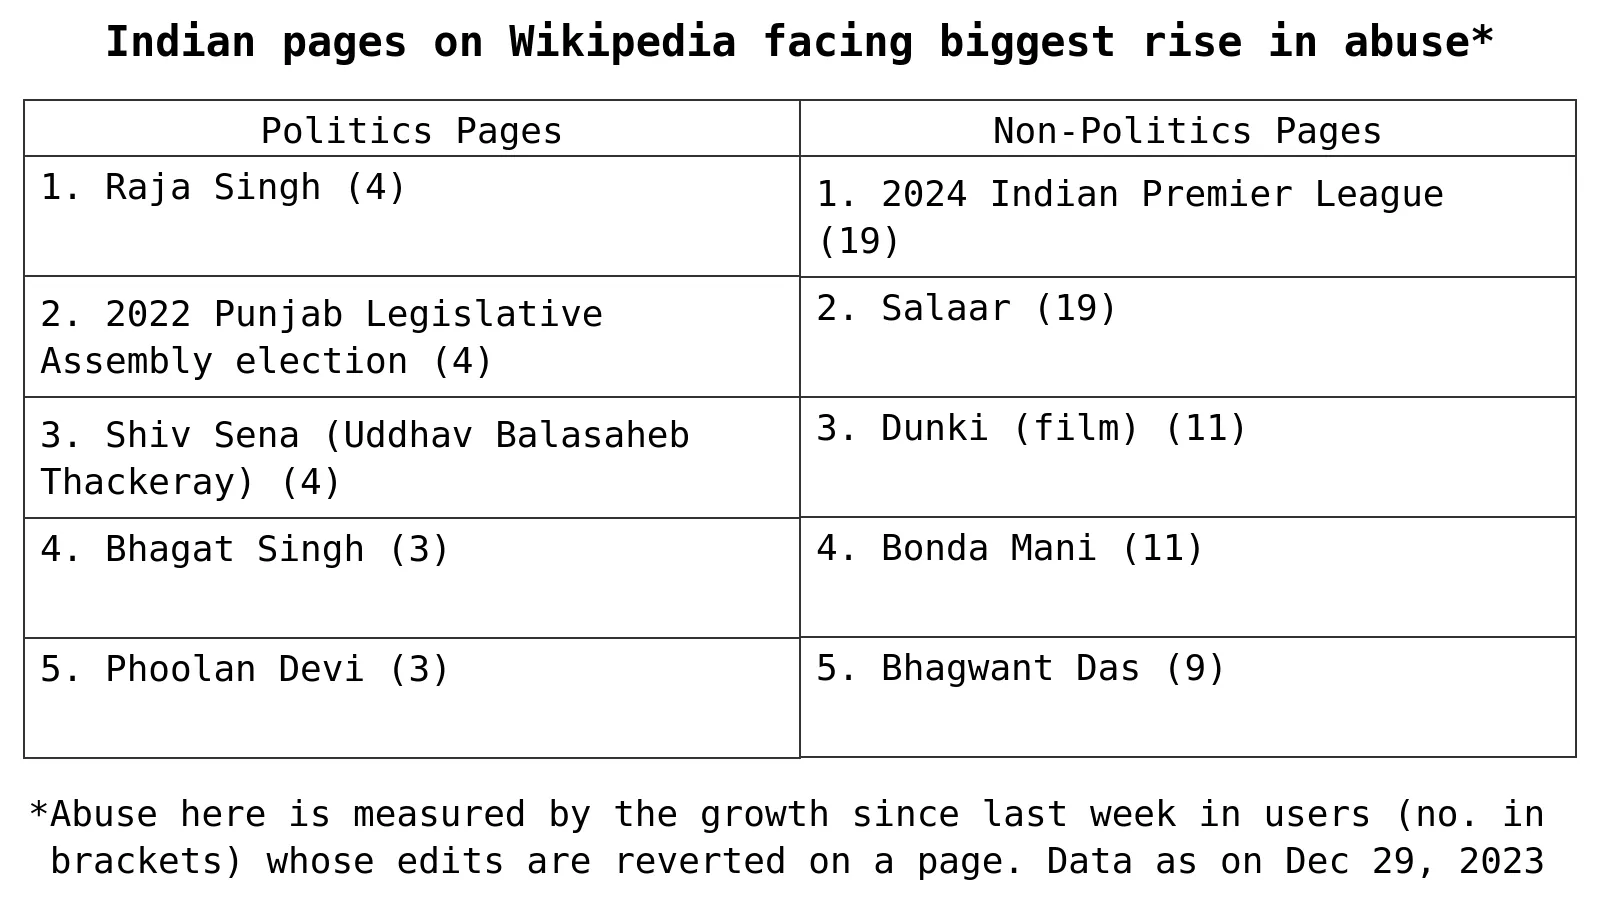 Indian pages on Wikipedia facing biggest rise in abuse*
Politics Pages
Non-Politics Pages
1. Raja Singh (4)
1. 2024 Indian Premier League
(19)
2. 2022 Punjab Legislative
Assembly election (4)
2. Salaar (19)
3. Shiv Sena (Uddhav Balasaheb
Thackeray) (4)
3. Dunki (film) (11)
4. Bhagat Singh (3)
4. Bonda Mani (11)
5. Phoolan Devi (3)
5. Bhagwant Das (9)
*Abuse here is measured by the growth since last week in users (no. in
brackets) whose edits are reverted on a page. Data as on Dec 29, 2023